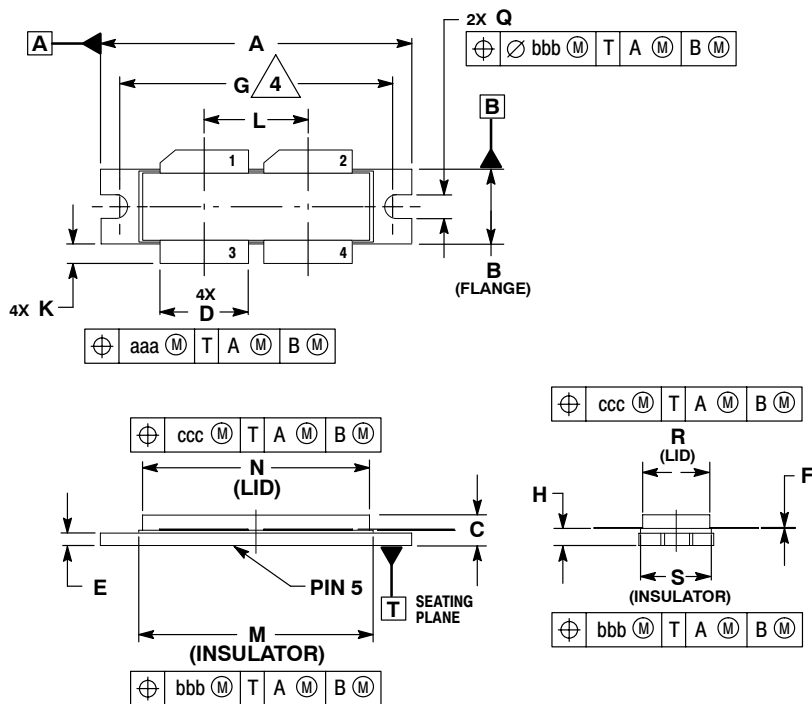 A
A
2X Q
⌖ ∅ bbb Ⓜ T A Ⓜ B Ⓜ
G 4
L
B
1
2
3
4
B
(FLANGE)
4X K
4X
D
⌖ aaa Ⓜ T A Ⓜ B Ⓜ
⌖ ccc Ⓜ T A Ⓜ B Ⓜ
N
(LID)
C
E
PIN 5
T SEATING
PLANE
M
(INSULATOR)
⌖ bbb Ⓜ T A Ⓜ B Ⓜ
⌖ ccc Ⓜ T A Ⓜ B Ⓜ
R
(LID)
F
H
S
(INSULATOR)
⌖ bbb Ⓜ T A Ⓜ B Ⓜ